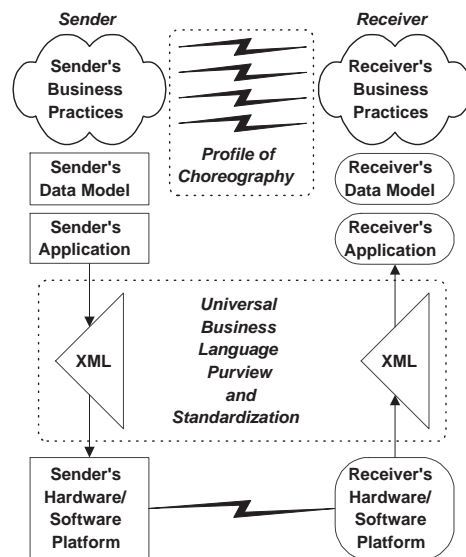 Sender
Receiver
Sender's
Business
Practices
Receiver's
Business
Practices
Profile of
Choreography
Sender's
Data Model
Receiver's
Data Model
Sender's
Application
Receiver's
Application
Universal
Business
Language
Purview
and
Standardization
XML
XML
Sender's
Hardware/
Software
Platform
Receiver's
Hardware/
Software
Platform